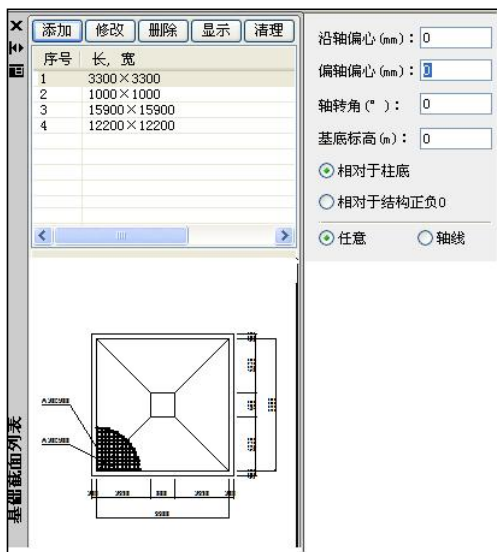 添加 修改 删除 显示 清理
序号 长, 宽
1 3300×3300
2 1000×1000
3 15900×15900
4 12200×12200
基础截面列表
沿轴偏心(mm): 0
偏轴偏心(mm): 0
轴转角(°): 0
基底标高(m): 0
相对于柱底
相对于结构正负0
任意 轴线